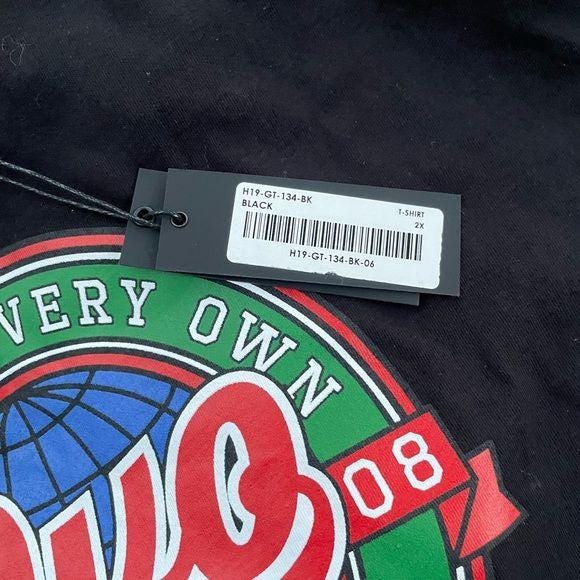 H19-GT-134-BK
BLACK
T-SHIRT
2X
H19-GT-134-BK-06
VERY OWN
08